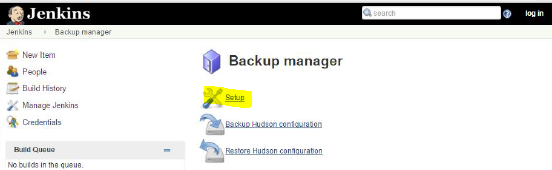 Jenkins
search
log in
Jenkins
Backup manager
New Item
People
Build History
Manage Jenkins
Credentials
Build Queue
No builds in the queue.
Backup manager
Setup
Backup Hudson configuration
Restore Hudson configuration